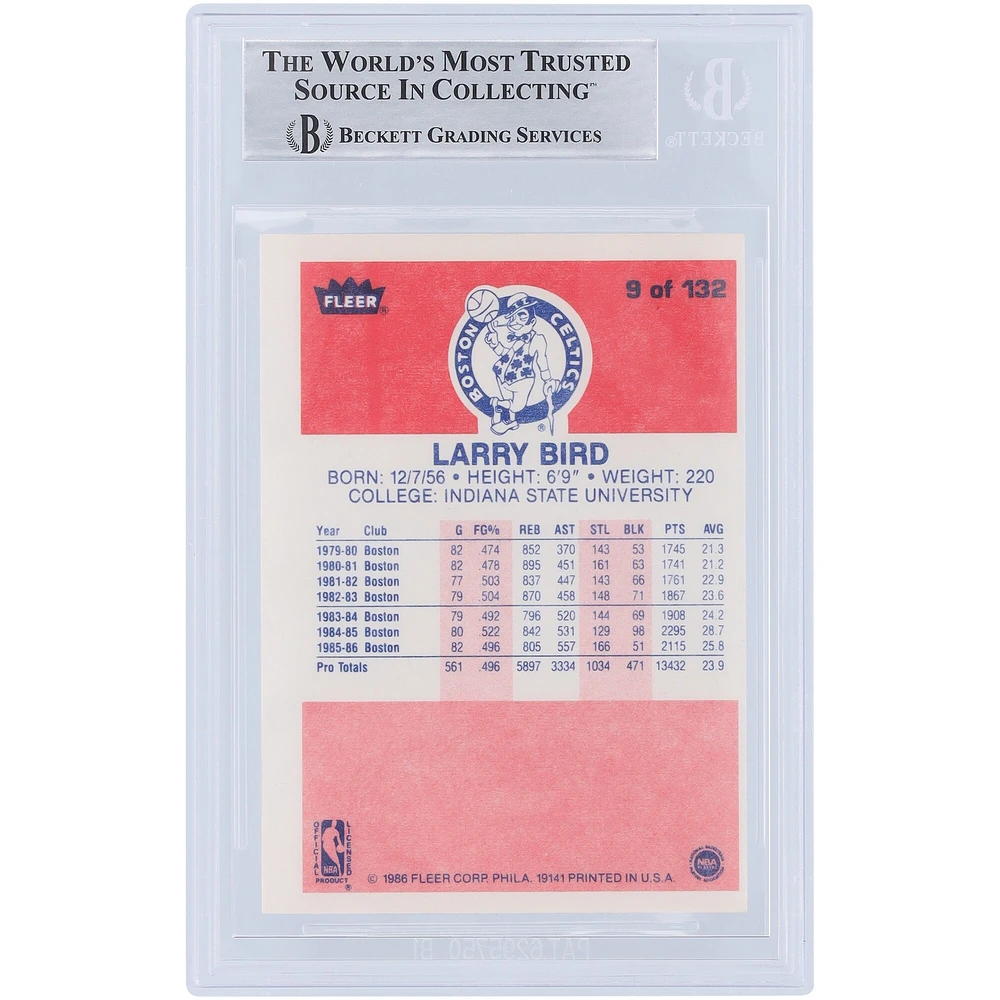 THE WORLD'S MOST TRUSTED
SOURCE IN COLLECTING™
B BECKETT GRADING SERVICES
B
BECKETT®
FLEER®
9 of 132
BOSTON CELTICS
®
LARRY BIRD
BORN: 12/7/56 • HEIGHT: 6'9" • WEIGHT: 220
COLLEGE: INDIANA STATE UNIVERSITY
Year Club G FG% REB AST STL BLK PTS AVG
1979-80 Boston 82 .474 852 370 143 53 1745 21.3
1980-81 Boston 82 .478 895 451 161 63 1741 21.2
1981-82 Boston 77 .503 837 447 143 66 1761 22.9
1982-83 Boston 79 .504 870 458 148 71 1867 23.6
1983-84 Boston 79 .492 796 520 144 69 1908 24.2
1984-85 Boston 80 .522 842 531 129 98 2295 28.7
1985-86 Boston 82 .496 805 557 166 51 2115 25.8
Pro Totals 561 .496 5897 3334 1034 471 13432 23.9
OFFICIAL LICENSED
NBA
PRODUCT ®
© 1986 FLEER CORP. PHILA. 19141 PRINTED IN U.S.A.
NBA
PAT 6295750 B1